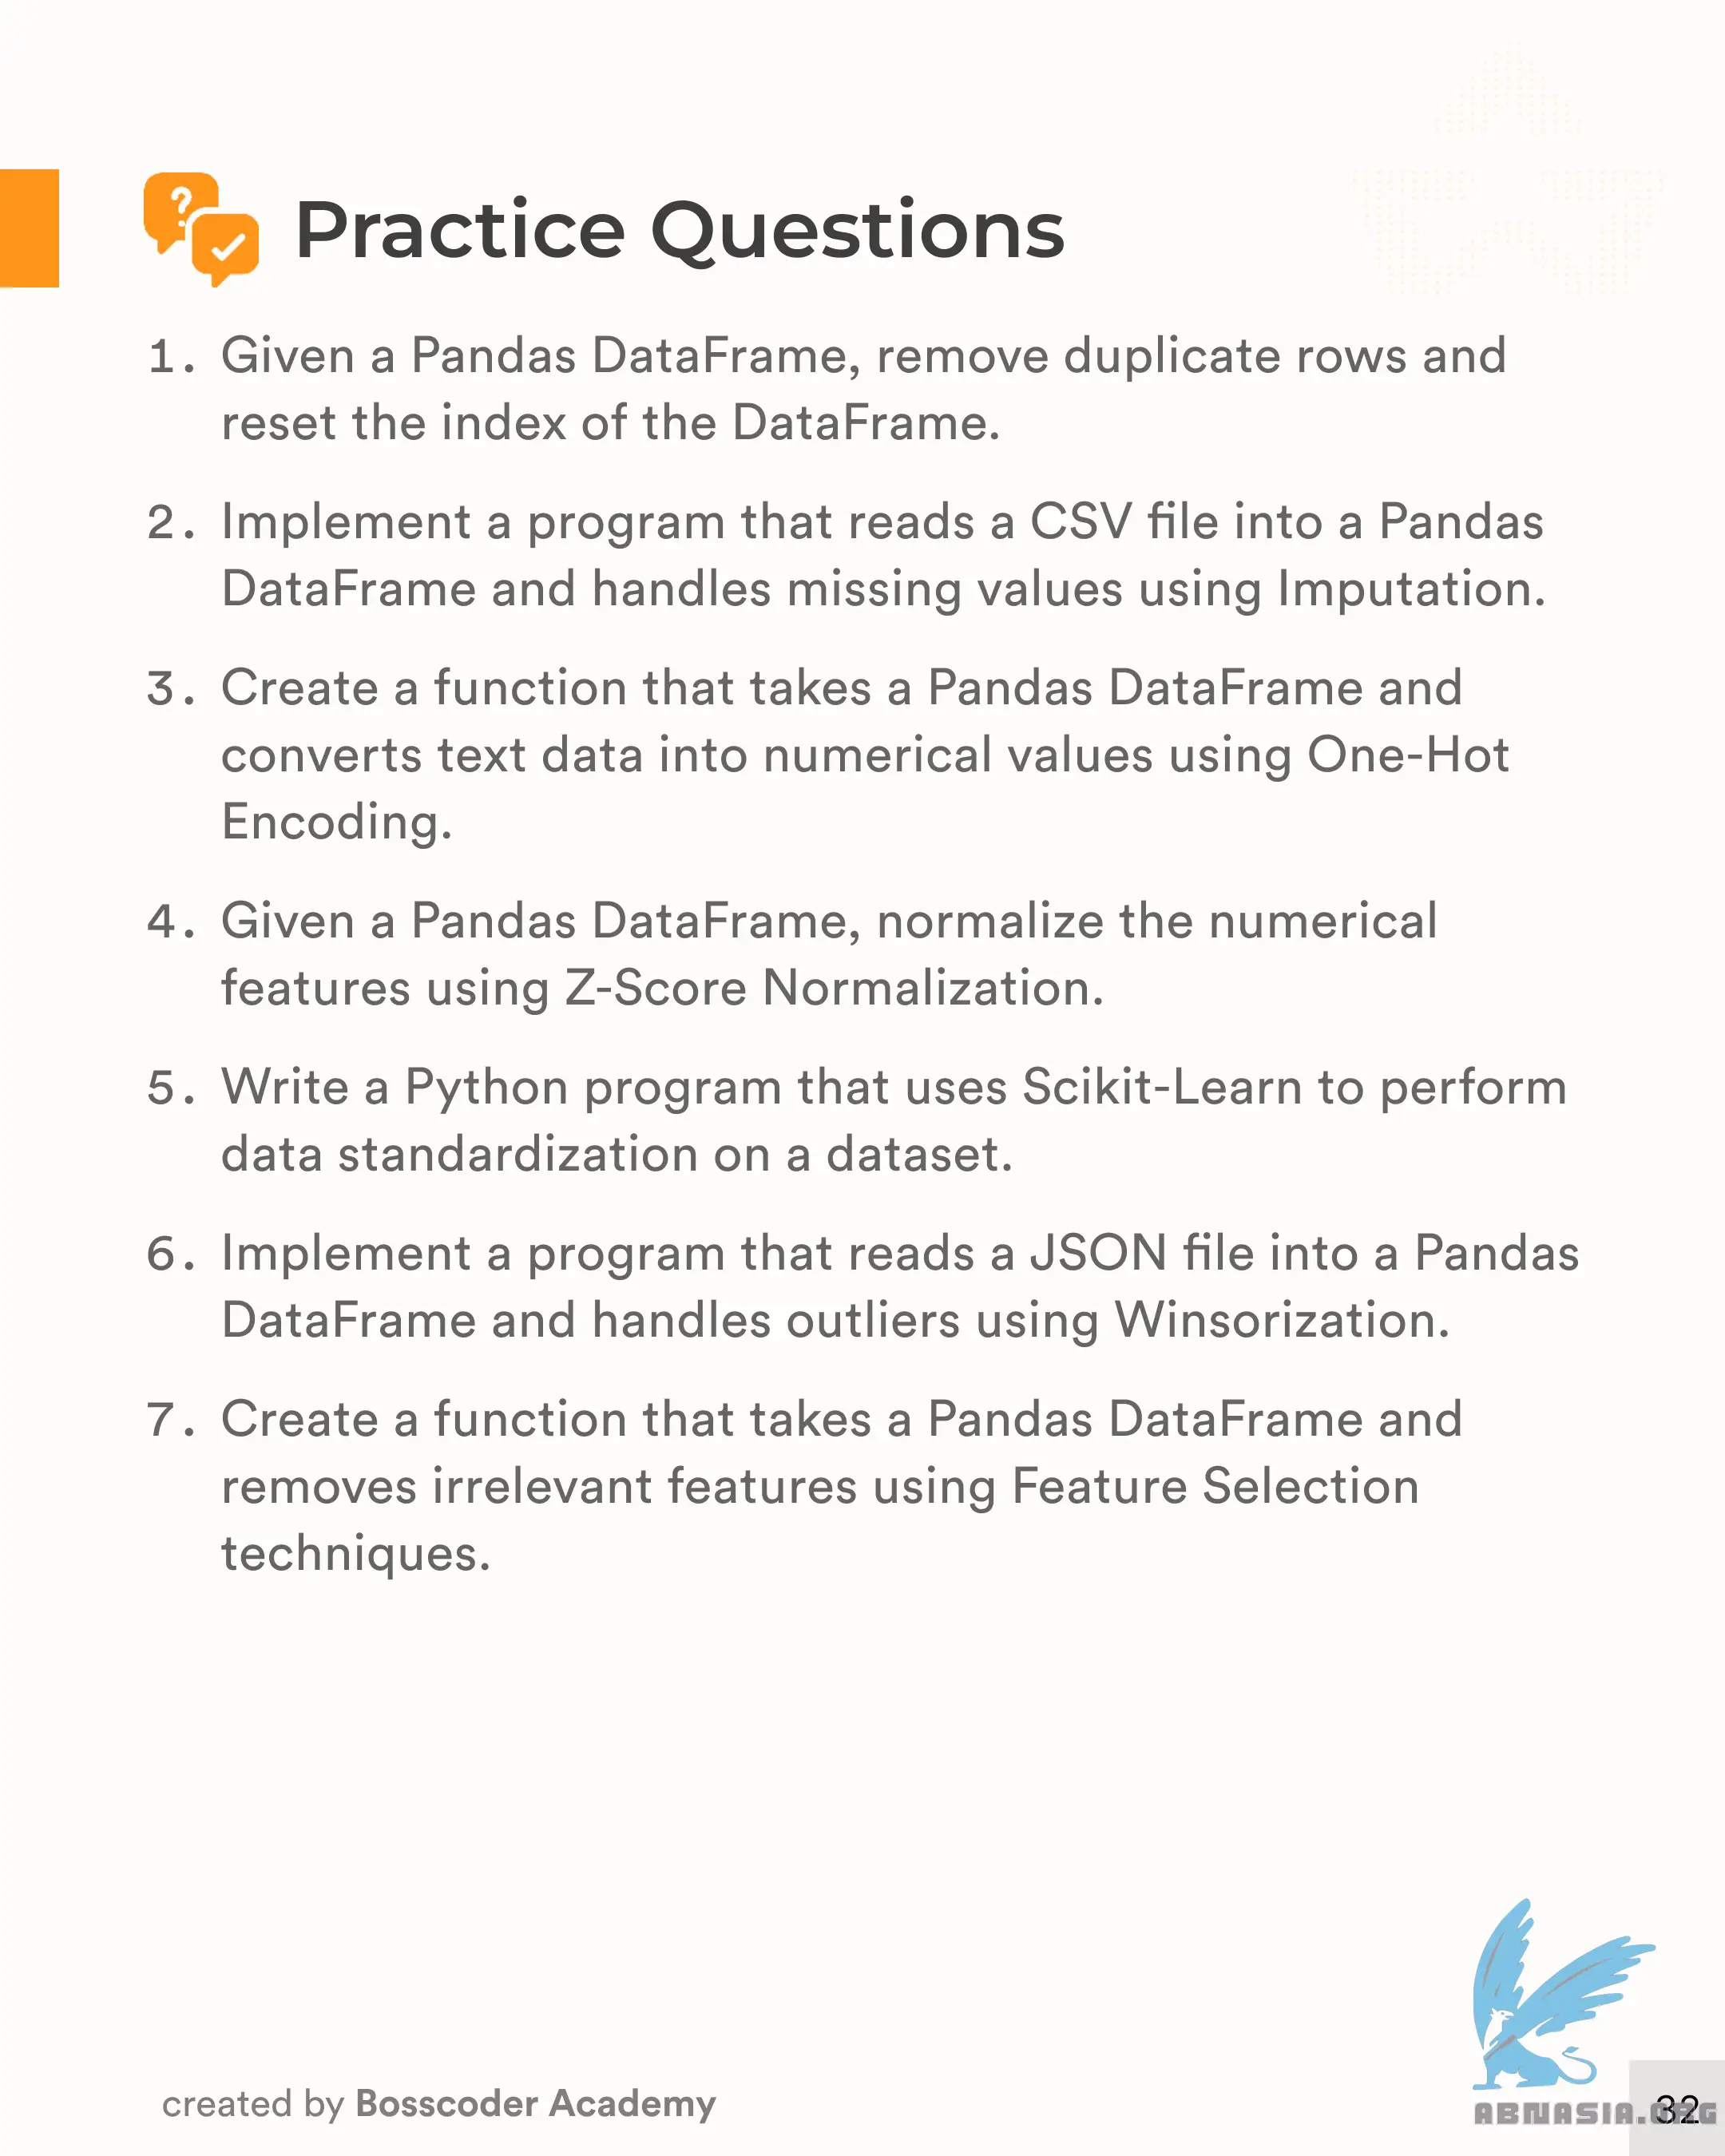 Practice Questions
1. Given a Pandas DataFrame, remove duplicate rows and
reset the index of the DataFrame.
2. Implement a program that reads a CSV file into a Pandas
DataFrame and handles missing values using Imputation.
3. Create a function that takes a Pandas DataFrame and
converts text data into numerical values using One-Hot
Encoding.
4. Given a Pandas DataFrame, normalize the numerical
features using Z-Score Normalization.
5. Write a Python program that uses Scikit-Learn to perform
data standardization on a dataset.
6. Implement a program that reads a JSON file into a Pandas
DataFrame and handles outliers using Winsorization.
7. Create a function that takes a Pandas DataFrame and
removes irrelevant features using Feature Selection
techniques.
created by Bosscoder Academy
ABNASIA.ORG
32